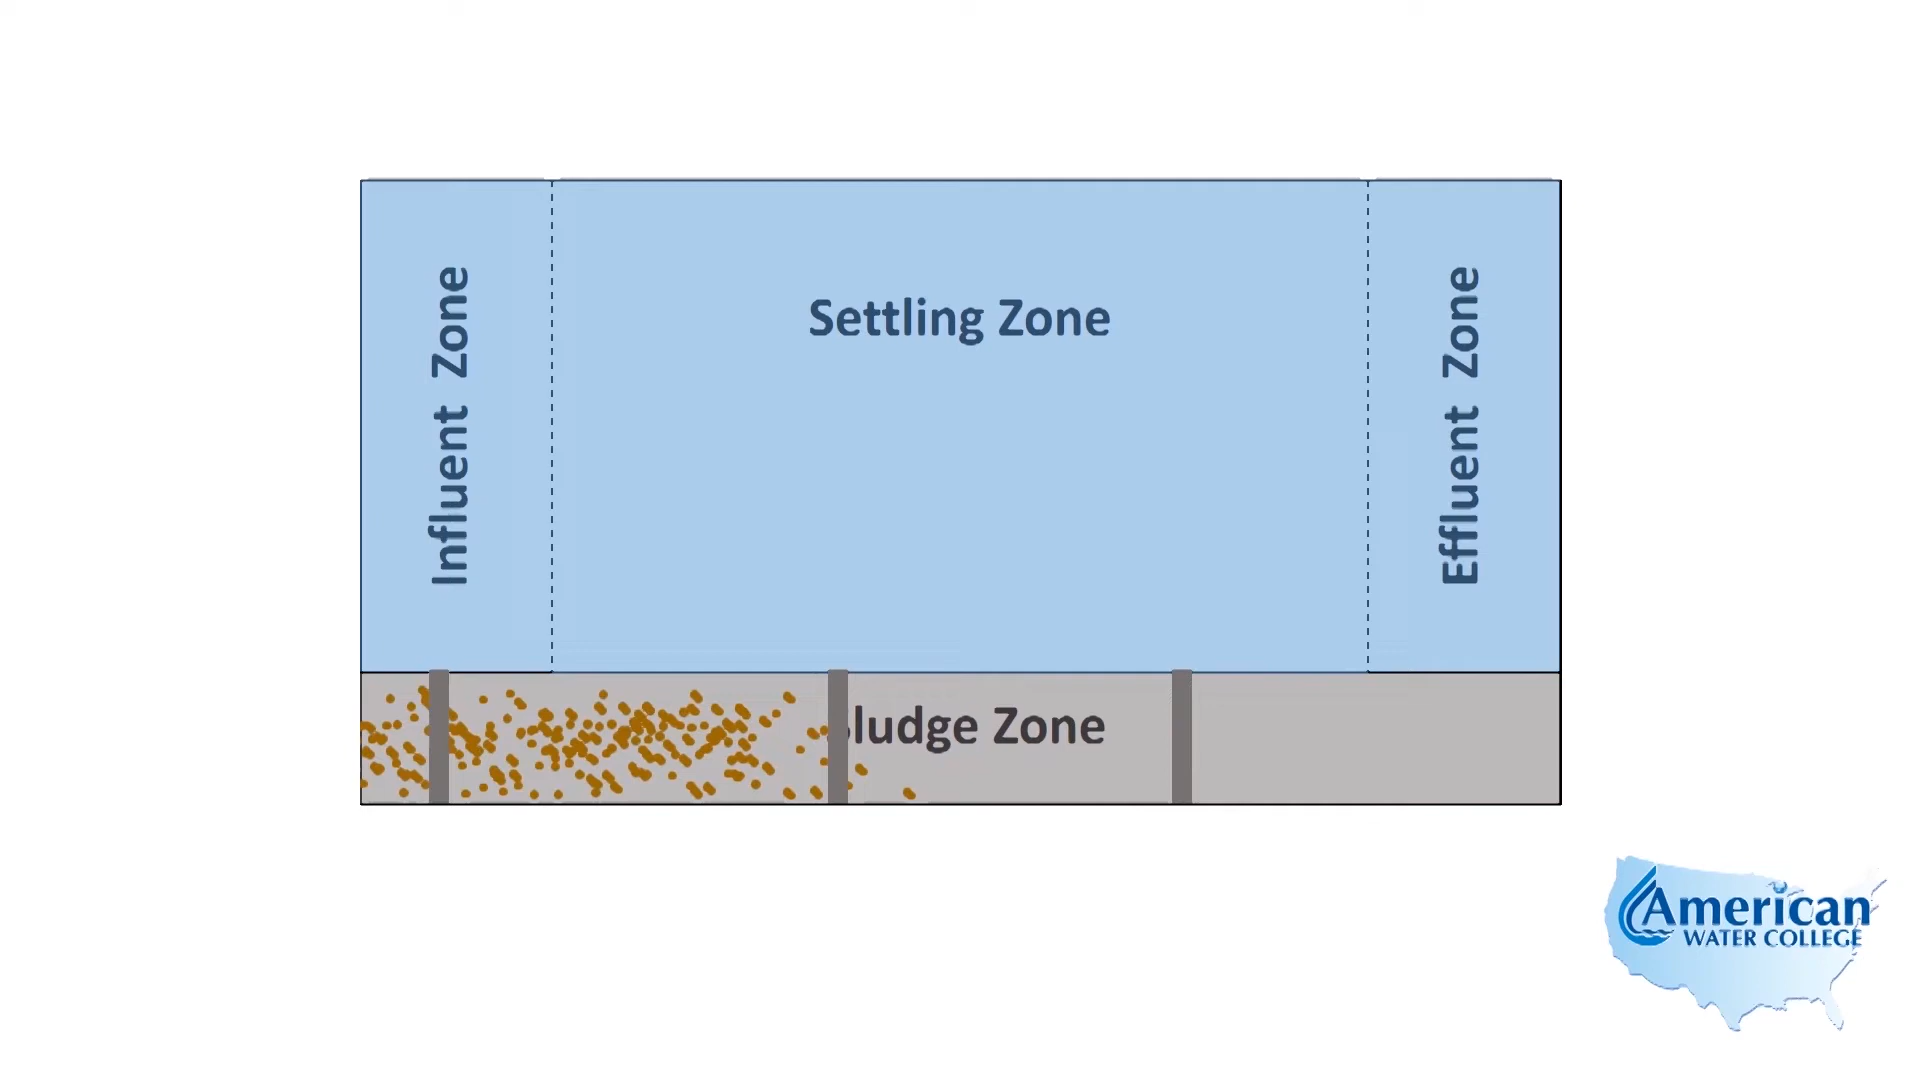 Influent Zone
Settling Zone
Effluent Zone
ludge Zone
American
WATER COLLEGE